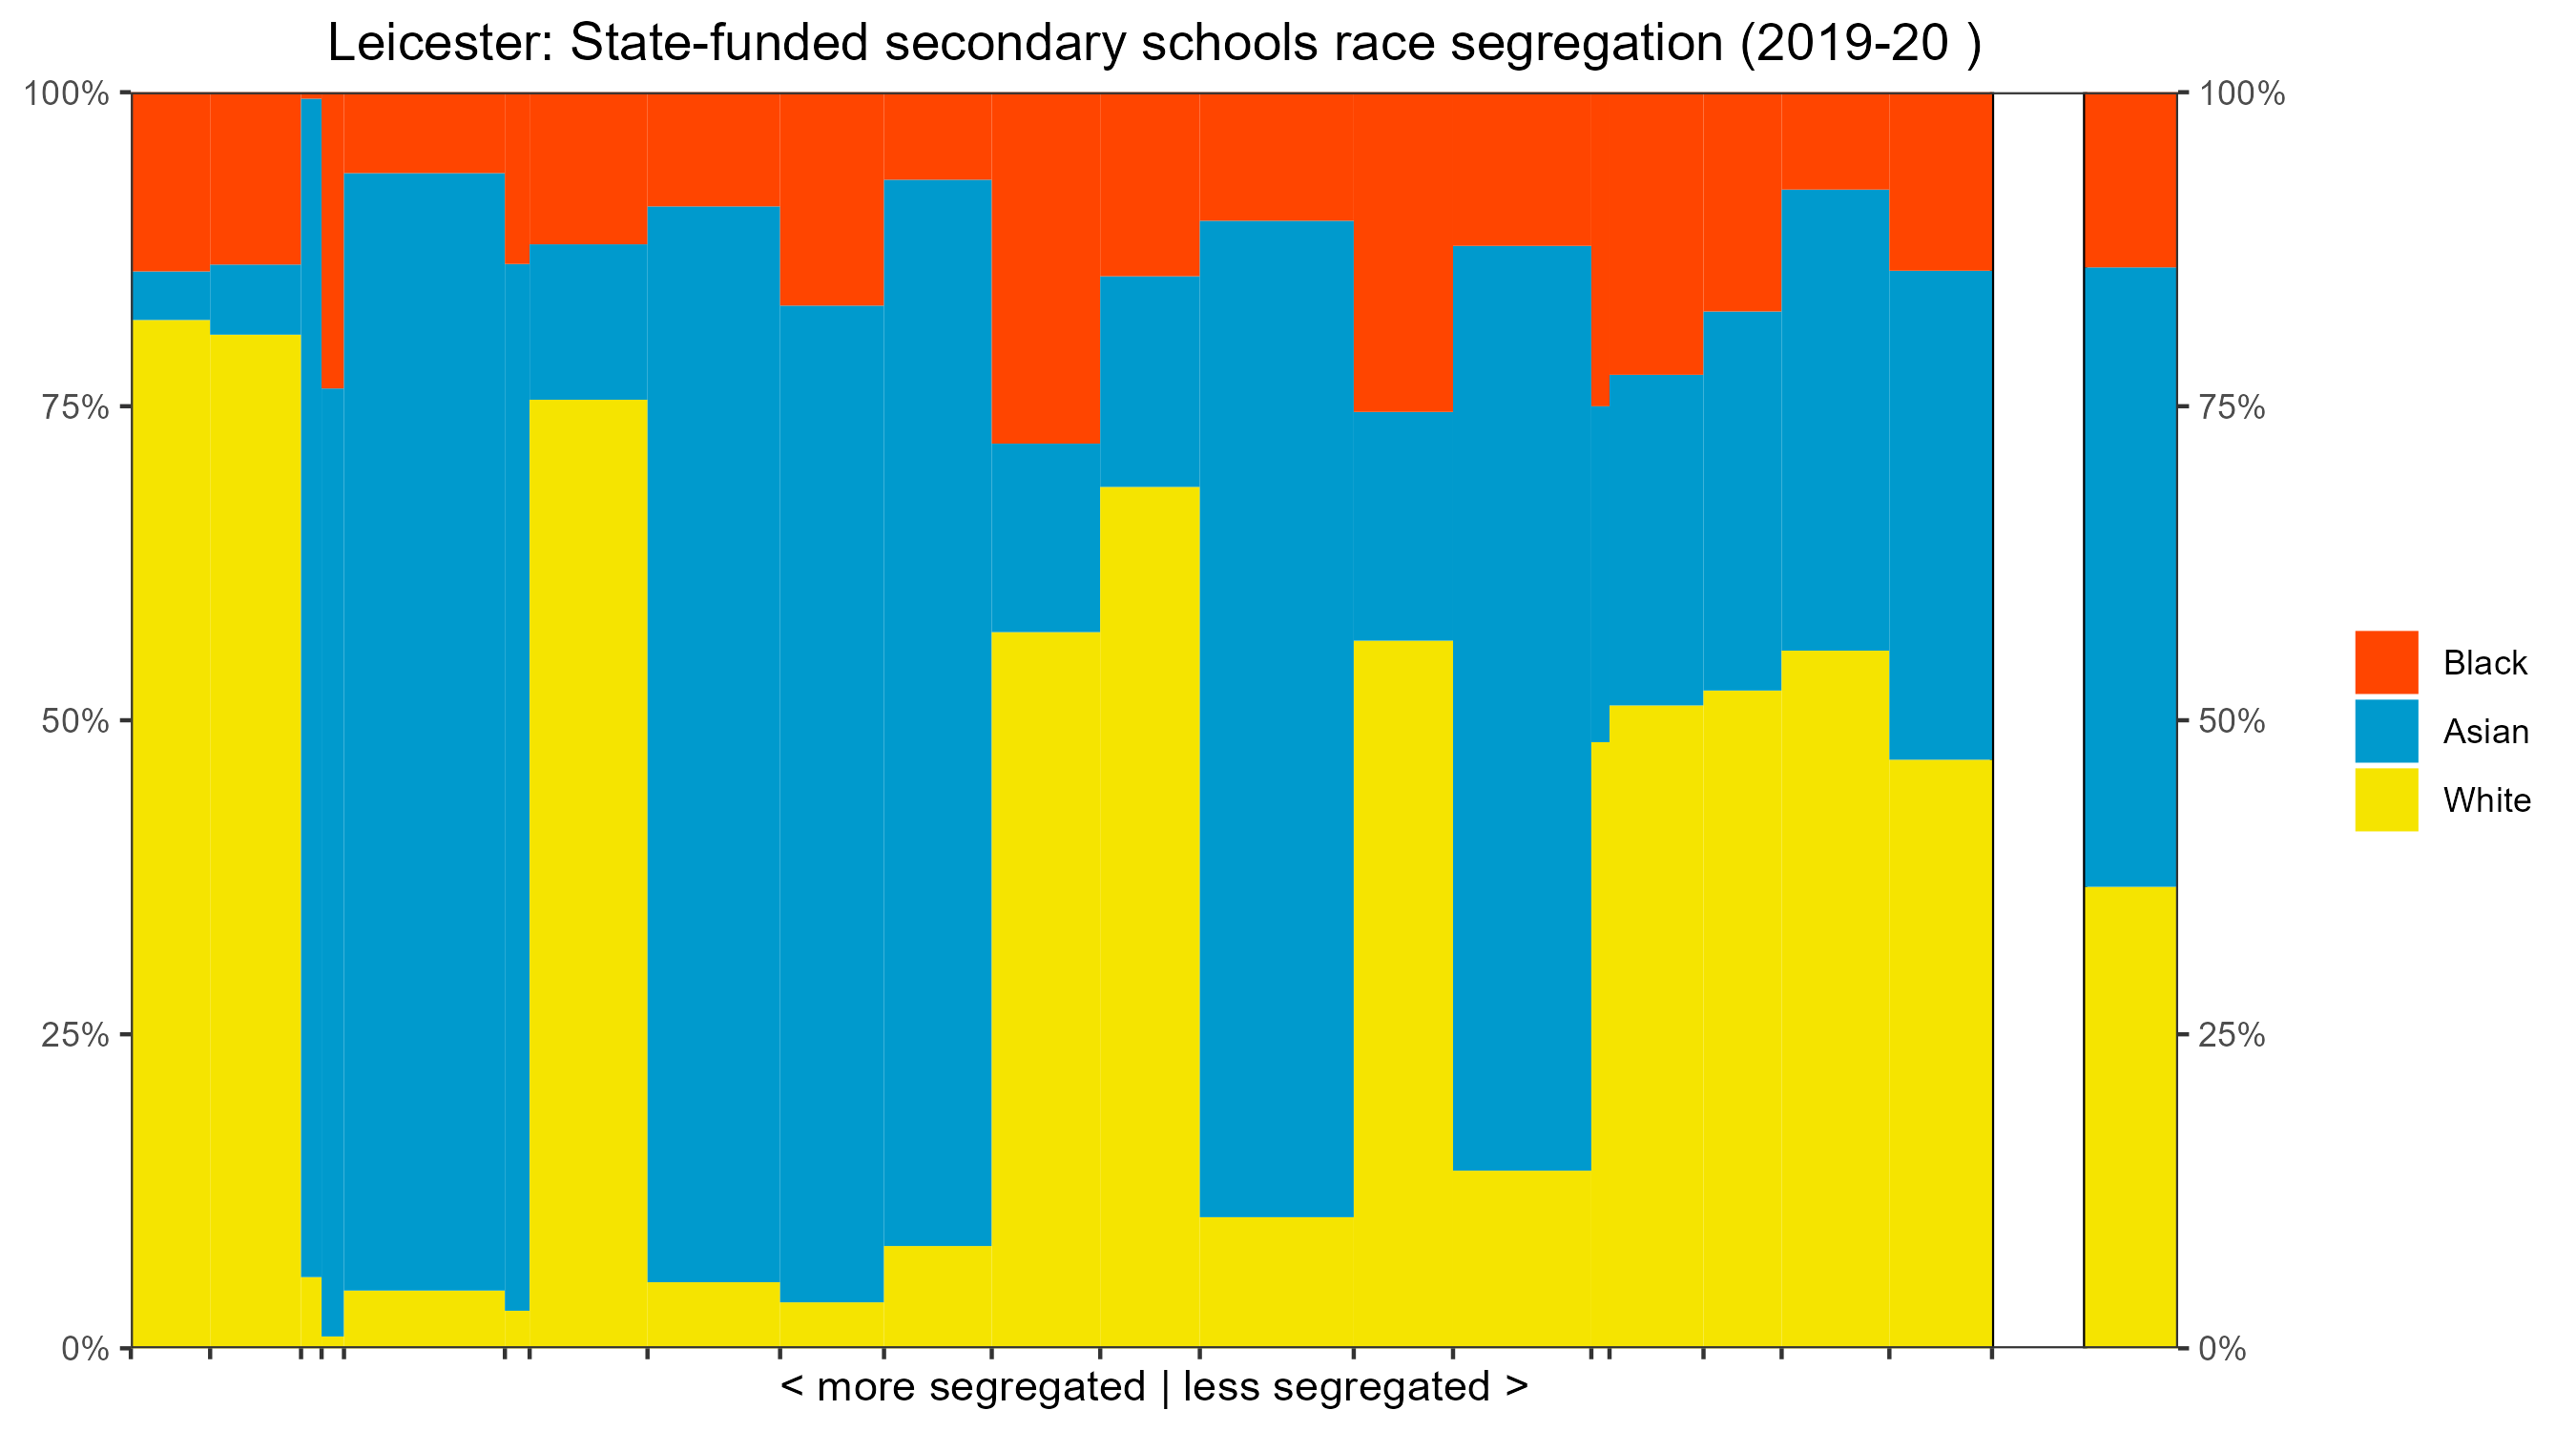 Leicester: State-funded secondary schools race segregation (2019-20 )
100%
75%
50%
25%
0%
100%
75%
50%
25%
0%
Black
Asian
White
< more segregated | less segregated >